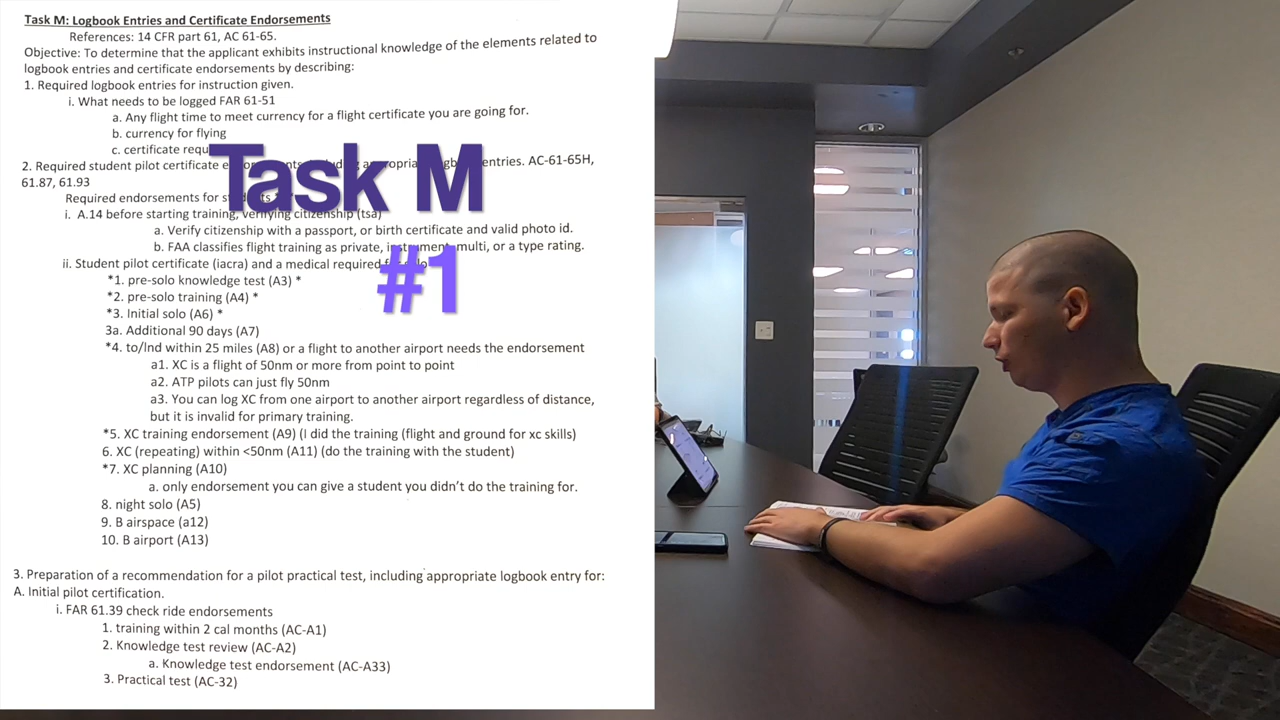 Task M: Logbook Entries and Certificate Endorsements
References: 14 CFR part 61, AC 61-65.
Objective: To determine that the applicant exhibits instructional knowledge of the elements related to
logbook entries and certificate endorsements by describing:
1. Required logbook entries for instruction given.
i. What needs to be logged FAR 61-51
a. Any flight time to meet currency for a flight certificate you are going for.
b. currency for flying
c. certificate requ
2. Required student pilot certificate entries. AC-61-65H,
61.87, 61.93
Required endorsements for students
i. A.14 before starting training, verifying citizenship (tsa)
a. Verify citizenship with a passport, or birth certificate and valid photo id.
b. FAA classifies flight training as private, instrument, multi, or a type rating.
ii. Student pilot certificate (iacra) and a medical required for solo
*1. pre-solo knowledge test (A3) *
*2. pre-solo training (A4) *
*3. Initial solo (A6) *
3a. Additional 90 days (A7)
*4. to/lnd within 25 miles (A8) or a flight to another airport needs the endorsement
a1. XC is a flight of 50nm or more from point to point
a2. ATP pilots can just fly 50nm
a3. You can log XC from one airport to another airport regardless of distance,
but it is invalid for primary training.
*5. XC training endorsement (A9) (I did the training (flight and ground for xc skills)
6. XC (repeating) within <50nm (A11) (do the training with the student)
*7. XC planning (A10)
a. only endorsement you can give a student you didn't do the training for.
8. night solo (A5)
9. B airspace (a12)
10. B airport (A13)
3. Preparation of a recommendation for a pilot practical test, including appropriate logbook entry for:
A. Initial pilot certification.
i. FAR 61.39 check ride endorsements
1. training within 2 cal months (AC-A1)
2. Knowledge test review (AC-A2)
a. Knowledge test endorsement (AC-A33)
3. Practical test (AC-32)
Task M
#1